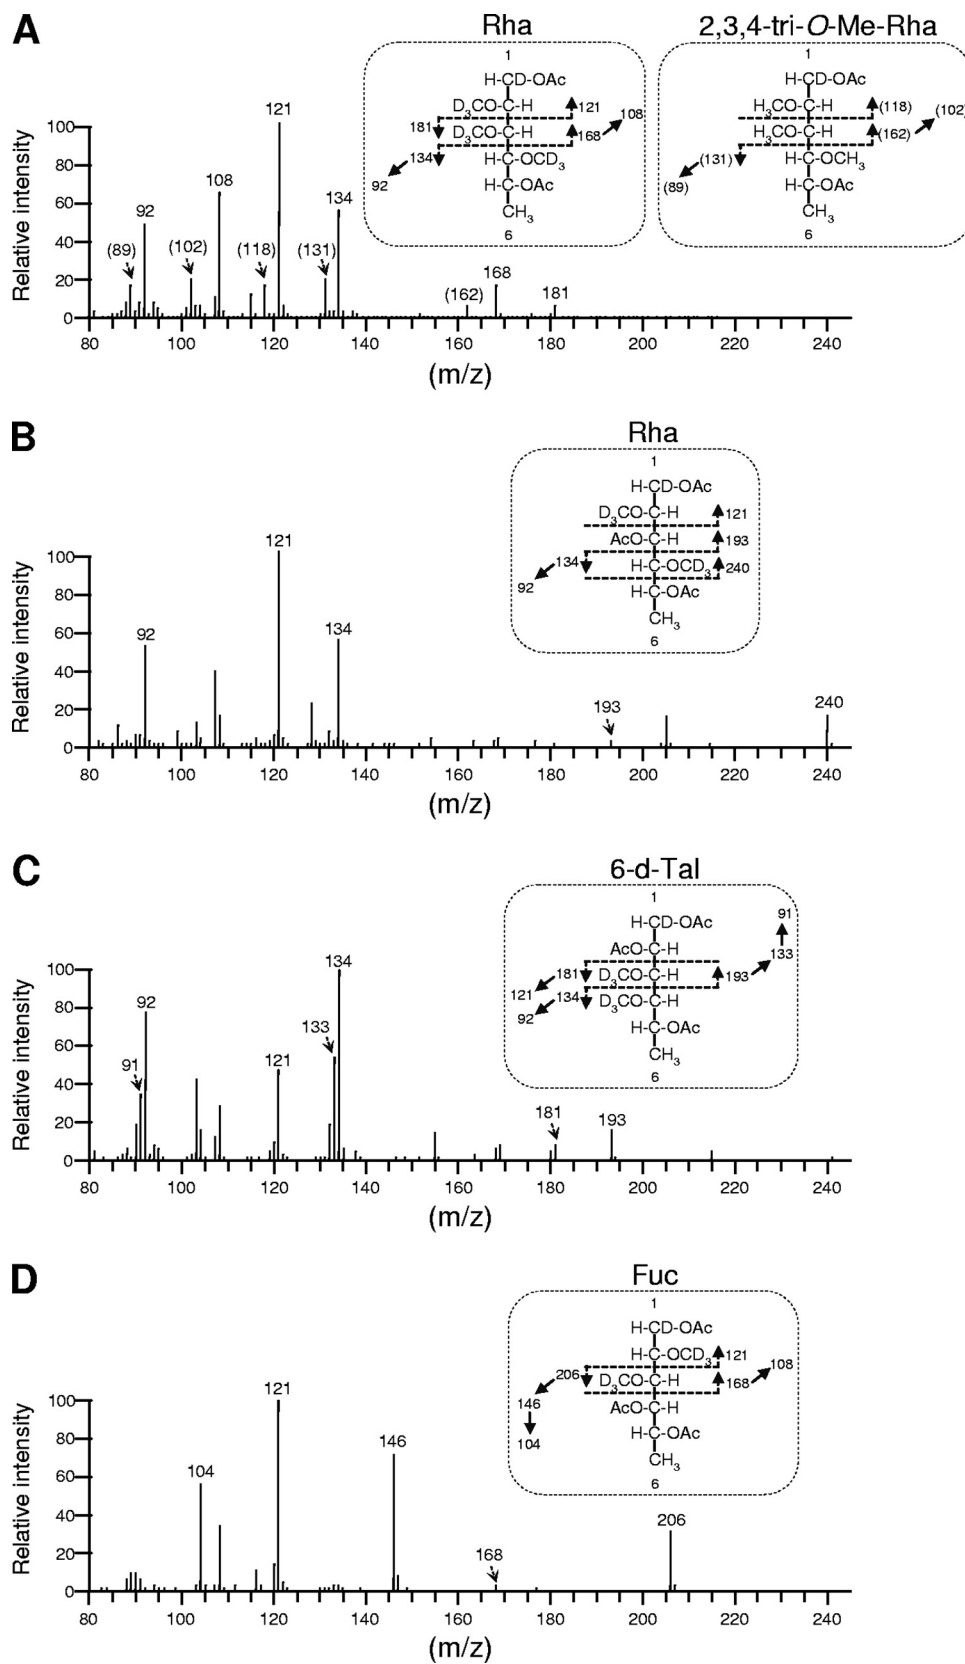 A
Rha
2,3,4-tri-O-Me-Rha
1
H-CD-OAc
D3CO-C-H
121
181
D3CO-C-H
168
108
134
H-C-OCD3
92
H-C-OAc
CH3
6
1
H-CD-OAc
H3CO-C-H
(118)
(102)
H3CO-C-H
(162)
(131)
H-C-OCH3
(89)
H-C-OAc
CH3
6
Relative intensity
100
80
60
40
20
0
(89)
92
(102)
108
(118)
121
(131)
134
(162)
168
181
80 100 120 140 160 180 200 220 240
(m/z)
B
Rha
1
H-CD-OAc
D3CO-C-H
121
AcO-C-H
193
134
H-C-OCD3
240
92
H-C-OAc
CH3
6
Relative intensity
100
80
60
40
20
0
92
121
134
193
240
80 100 120 140 160 180 200 220 240
(m/z)
C
6-d-Tal
1
H-CD-OAc
91
AcO-C-H
133
181
D3CO-C-H
193
121
134
D3CO-C-H
92
H-C-OAc
CH3
6
Relative intensity
100
80
60
40
20
0
91
92
121
133
134
181
193
80 100 120 140 160 180 200 220 240
(m/z)
D
Fuc
1
H-CD-OAc
H-C-OCD3
121
206
D3CO-C-H
168
108
146
AcO-C-H
104
H-C-OAc
CH3
6
Relative intensity
100
80
60
40
20
0
104
121
146
168
206
80 100 120 140 160 180 200 220 240
(m/z)